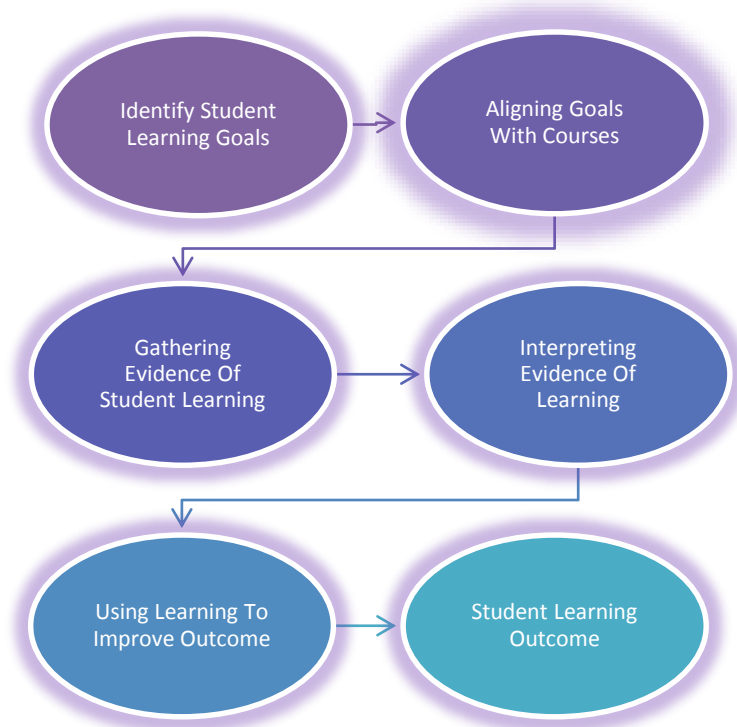 Identify Student
Learning Goals
Aligning Goals
With Courses
Gathering
Evidence Of
Student Learning
Interpreting
Evidence Of
Learning
Using Learning To
Improve Outcome
Student Learning
Outcome